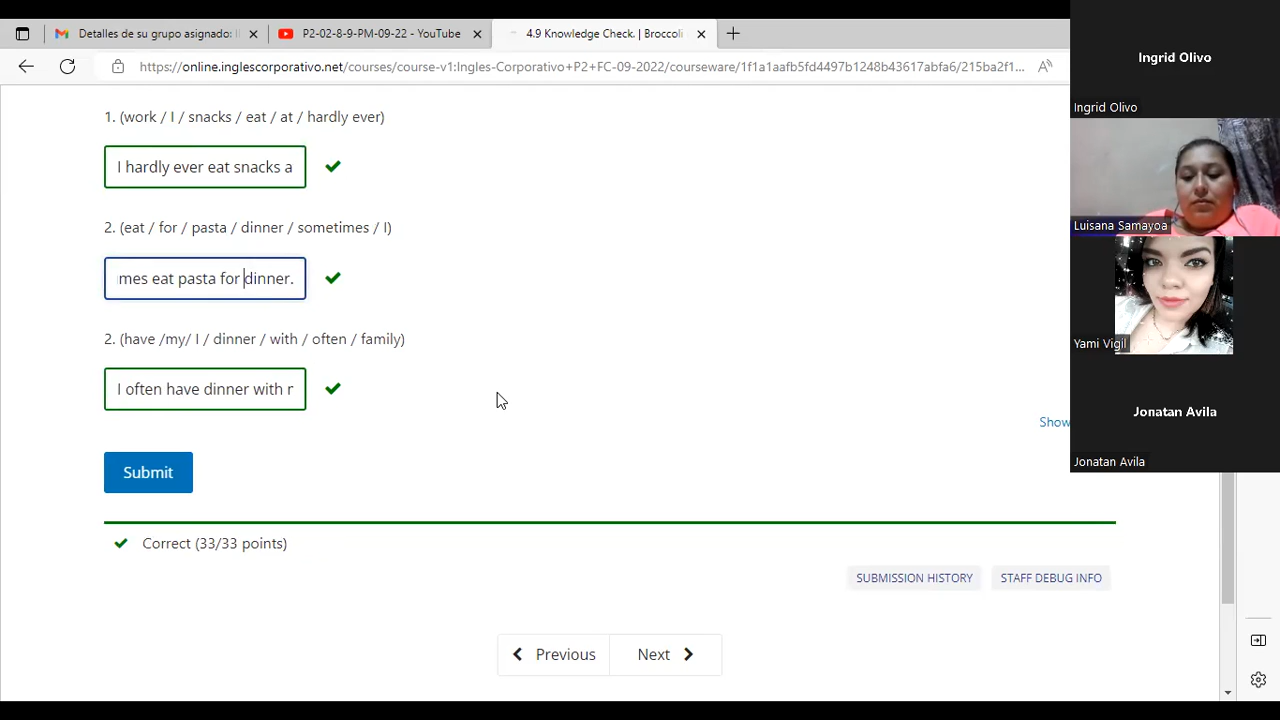 Detalles de su grupo asignado: I
P2-02-8-9-PM-09-22 - YouTube
4.9 Knowledge Check. | Broccoli
https://online.inglescorporativo.net/courses/course-v1:Ingles-Corporativo+P2+FC-09-2022/courseware/1f1a1aafb5fd4497b1248b43617abfa6/215ba2f1...
1. (work / I / snacks / eat / at / hardly ever)
I hardly ever eat snacks a
2. (eat / for / pasta / dinner / sometimes / I)
mes eat pasta for dinner.
2. (have /my/ I / dinner / with / often / family)
I often have dinner with
Show
Submit
Correct (33/33 points)
SUBMISSION HISTORY
STAFF DEBUG INFO
Previous
Next
Ingrid Olivo
Ingrid Olivo
Luisana Samayoa
Yami Vigil
Jonatan Avila
Jonatan Avila